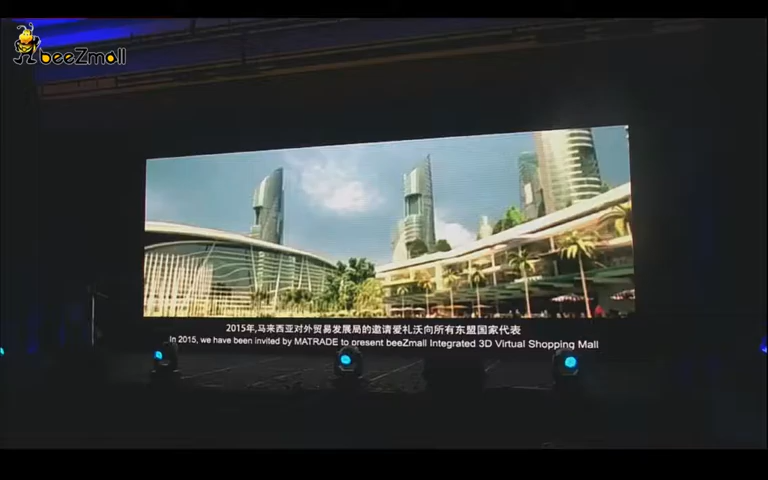 beeZmall
2015年,马来西亚对外贸易发展局的邀请爱礼沃向所有东盟国家代表
In 2015, we have been invited by MATRADE to present beeZmall Integrated 3D Virtual Shopping Mall